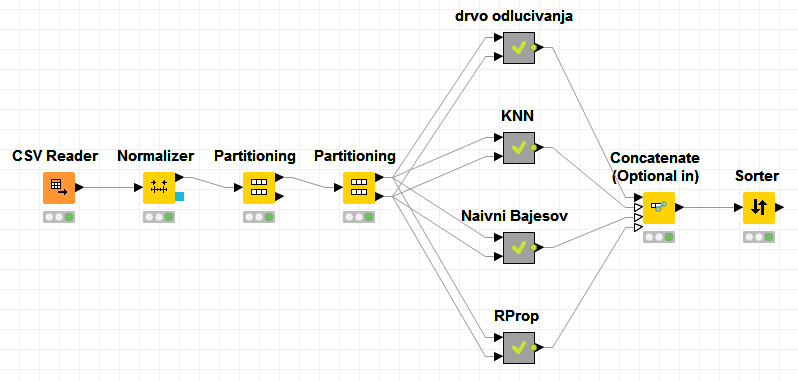 drvo odlucivanja
KNN
CSV Reader
Normalizer
Partitioning
Partitioning
Concatenate
(Optional in)
Sorter
Naivni Bajesov
RProp